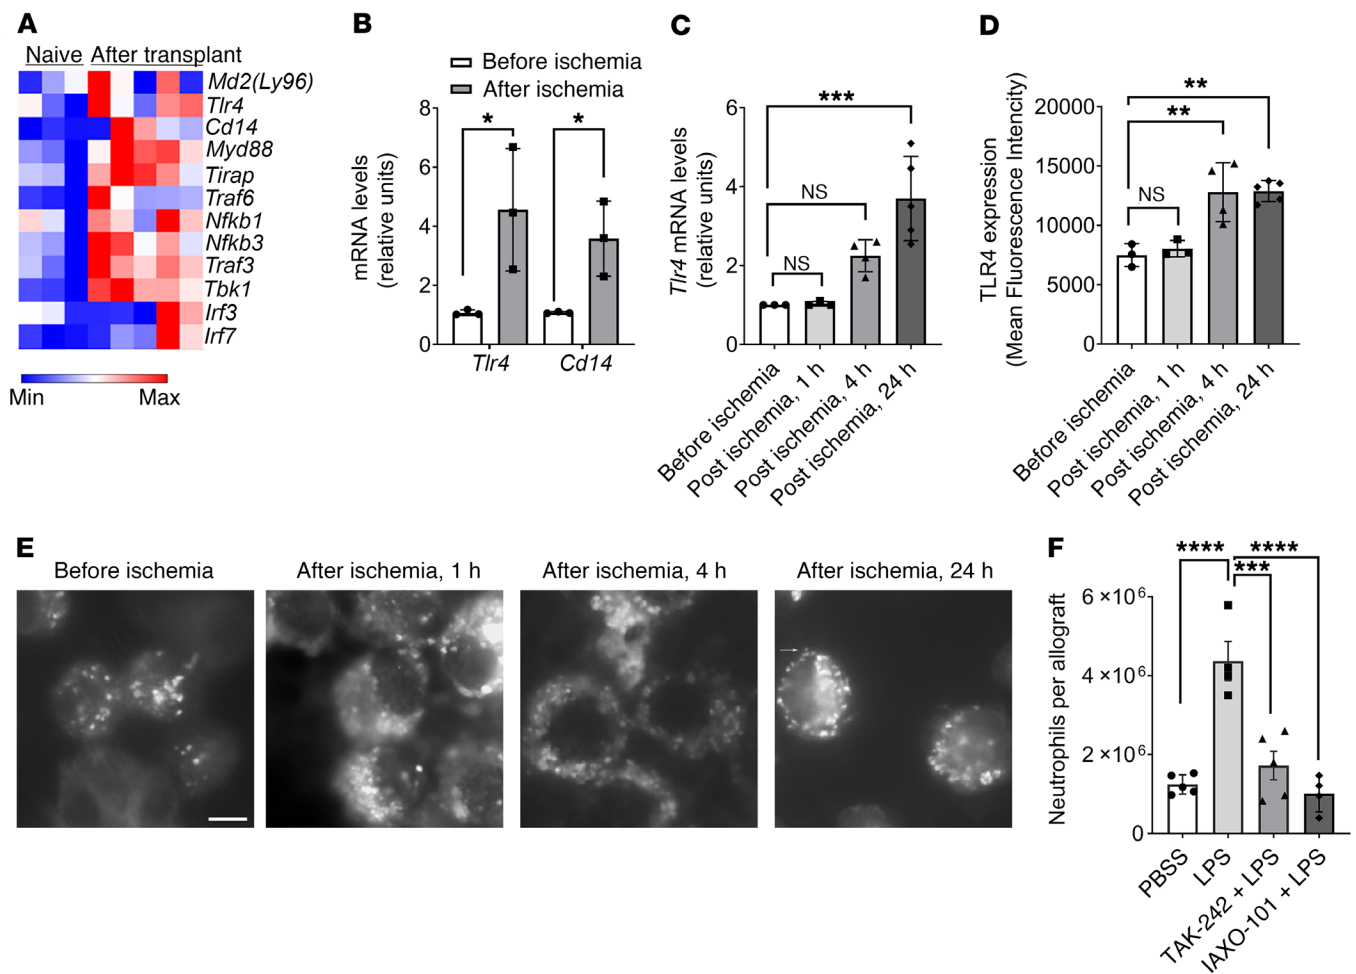 A
Naive After transplant
Md2(Ly96)
Tlr4
Cd14
Myd88
Tirap
Traf6
Nfkb1
Nfkb3
Traf3
Tbk1
Irf3
Irf7
Min Max
B
Before ischemia
After ischemia
mRNA levels
(relative units)
8
6
4
2
0
* *
Tlr4 Cd14
C
Tlr4 mRNA levels
(relative units)
6
4
2
0
***
NS
NS
Before ischemia
Post ischemia, 1 h
Post ischemia, 4 h
Post ischemia, 24 h
D
TLR4 expression
(Mean Fluorescence Intencity)
20000
15000
10000
5000
0
**
**
NS
Before ischemia
Post ischemia, 1 h
Post ischemia, 4 h
Post ischemia, 24 h
E
Before ischemia
After ischemia, 1 h
After ischemia, 4 h
After ischemia, 24 h
F
Neutrophils per allograft
6 ×10⁶
4 ×10⁶
2 ×10⁶
0
**** ****
***
PBSS
LPS
TAK-242 + LPS
IAXO-101 + LPS